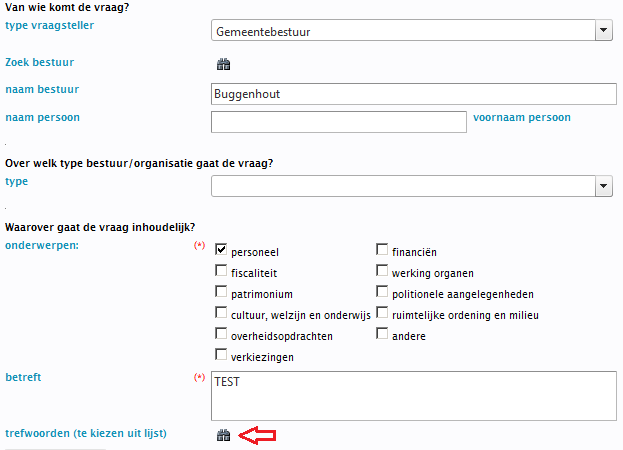 Van wie komt de vraag?
type vraagsteller Gemeentebestuur
Zoek bestuur
naam bestuur Buggenhout
naam persoon voornaam persoon
.
Over welk type bestuur/organisatie gaat de vraag?
type
.
Waarover gaat de vraag inhoudelijk?
onderwerpen: (*) personeel financiën
fiscaliteit werking organen
patrimonium politionele aangelegenheden
cultuur, welzijn en onderwijs ruimtelijke ordening en milieu
overheidsopdrachten andere
verkiezingen
betreft (*) TEST
trefwoorden (te kiezen uit lijst)